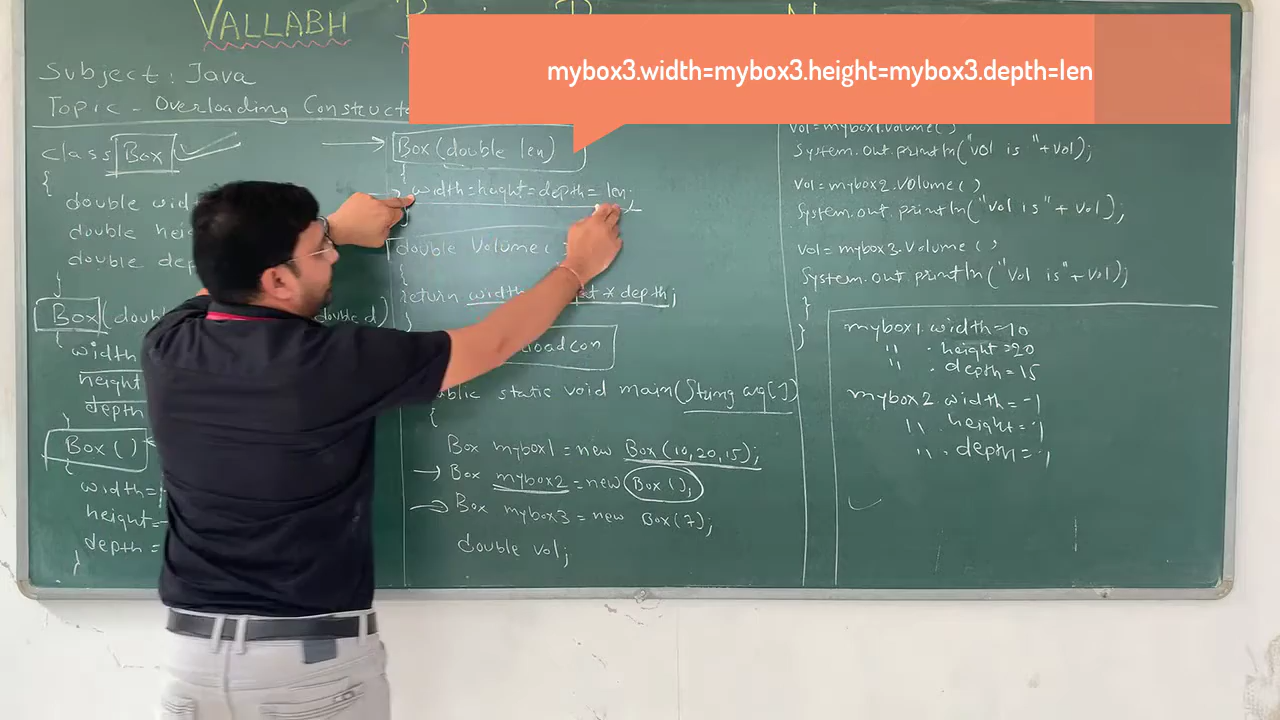 VALLABH
mybox3.width=mybox3.height=mybox3.depth=len
Subject: Java
Topic - Overloading Constructo
class Box
{
double width
double hei
double dep
}
Box(doub double d)
{
width
height
depth
}
Box()
{
width=
height=-
depth=
}
Box(double len)
{
width=height=depth=len;
}
double Volume()
{
return width * depth;
}
loadcon
public static void main(String arg[])
{
Box mybox1=new Box(10,20,15);
Box mybox2=new Box();
Box mybox3=new Box(7);
double vol;
vol=mybox1.volume()
System.out.println("vol is "+vol);
vol=mybox2.volume()
System.out.println("vol is"+vol);
vol=mybox3.volume()
System.out.println("vol is"+vol);
}
}
mybox1.width=10
" .height=20
" .depth=15
mybox2.width=-1
" .height=-1
" .depth=-1